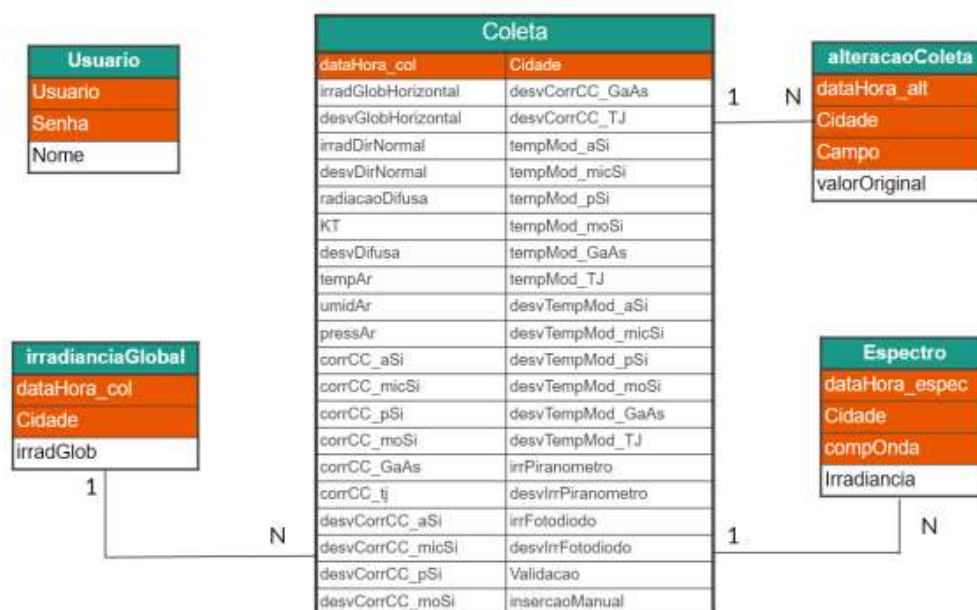 Usuario
Usuario
Senha
Nome
Coleta
dataHora_col Cidade
irradGlobHorizontal desvCorrCC_GaAs
desvGlobHorizontal desvCorrCC_TJ
irradDirNormal tempMod_aSi
desvDirNormal tempMod_micSi
radiacaoDifusa tempMod_pSi
KT tempMod_moSi
desvDifusa tempMod_GaAs
tempAr tempMod_TJ
umidAr desvTempMod_aSi
pressAr desvTempMod_micSi
corrCC_aSi desvTempMod_pSi
corrCC_micSi desvTempMod_moSi
corrCC_pSi desvTempMod_GaAs
corrCC_moSi desvTempMod_TJ
corrCC_GaAs irrPiranometro
corrCC_tj desvIrrPiranometro
desvCorrCC_aSi irrFotodiodo
desvCorrCC_micSi desvIrrFotodiodo
desvCorrCC_pSi Validacao
desvCorrCC_moSi insercaoManual
1 N
alteracaoColeta
dataHora_alt
Cidade
Campo
valorOriginal
irradianciaGlobal
dataHora_col
Cidade
irradGlob
1
N
Espectro
dataHora_espec
Cidade
compOnda
Irradiancia
1
N